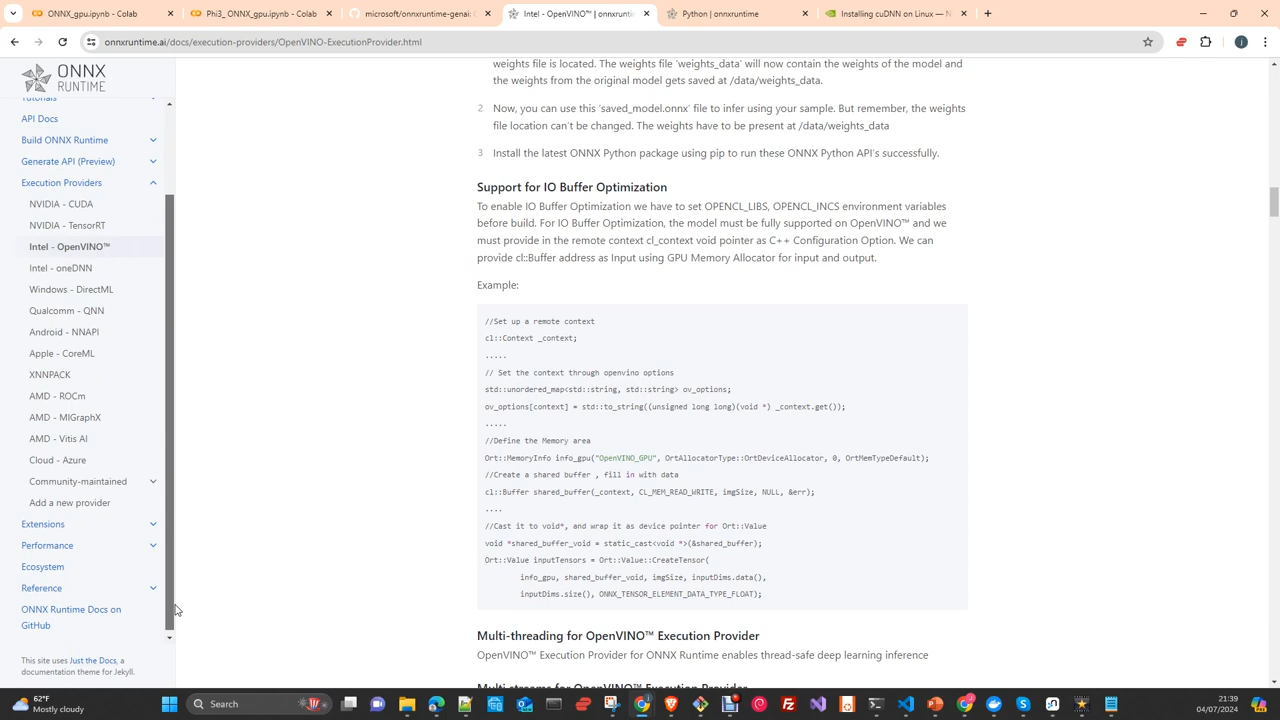 ONNX_gpu.ipynb - Colab
Phi3_ ONNX_gpu.ipynb - Colab
microsoft/onnxruntime-genai: G
Intel - OpenVINO™ | onnxrunti
Python | onnxruntime
Installing cuDNN on Linux — N
onnxruntime.ai/docs/execution-providers/OpenVINO-ExecutionProvider.html
ONNX
RUNTIME
Tutorials
API Docs
Build ONNX Runtime
Generate API (Preview)
Execution Providers
NVIDIA - CUDA
NVIDIA - TensorRT
Intel - OpenVINO™
Intel - oneDNN
Windows - DirectML
Qualcomm - QNN
Android - NNAPI
Apple - CoreML
XNNPACK
AMD - ROCm
AMD - MIGraphX
AMD - Vitis AI
Cloud - Azure
Community-maintained
Add a new provider
Extensions
Performance
Ecosystem
Reference
ONNX Runtime Docs on
GitHub
This site uses Just the Docs, a
documentation theme for Jekyll.
weights file is located. The weights file 'weights_data' will now contain the weights of the model and
the weights from the original model gets saved at /data/weights_data.
2 Now, you can use this 'saved_model.onnx' file to infer using your sample. But remember, the weights
file location can't be changed. The weights have to be present at /data/weights_data
3 Install the latest ONNX Python package using pip to run these ONNX Python API's successfully.
Support for IO Buffer Optimization
To enable IO Buffer Optimization we have to set OPENCL_LIBS, OPENCL_INCS environment variables
before build. For IO Buffer Optimization, the model must be fully supported on OpenVINO™ and we
must provide in the remote context cl_context void pointer as C++ Configuration Option. We can
provide cl::Buffer address as Input using GPU Memory Allocator for input and output.
Example:
//Set up a remote context
cl::Context _context;
.....
// Set the context through openvino options
std::unordered_map<std::string, std::string> ov_options;
ov_options[context] = std::to_string((unsigned long long)(void *) _context.get());
.....
//Define the Memory area
Ort::MemoryInfo info_gpu("OpenVINO_GPU", OrtAllocatorType::OrtDeviceAllocator, 0, OrtMemTypeDefault);
//Create a shared buffer , fill in with data
cl::Buffer shared_buffer(_context, CL_MEM_READ_WRITE, imgSize, NULL, &err);
....
//Cast it to void*, and wrap it as device pointer for Ort::Value
void *shared_buffer_void = static_cast<void *>(&shared_buffer);
Ort::Value inputTensors = Ort::Value::CreateTensor(
info_gpu, shared_buffer_void, imgSize, inputDims.data(),
inputDims.size(), ONNX_TENSOR_ELEMENT_DATA_TYPE_FLOAT);
Multi-threading for OpenVINO™ Execution Provider
OpenVINO™ Execution Provider for ONNX Runtime enables thread-safe deep learning inference
Multi-streams for OpenVINO™ Execution Provider
62°F
Mostly cloudy
Search
21:39
04/07/2024